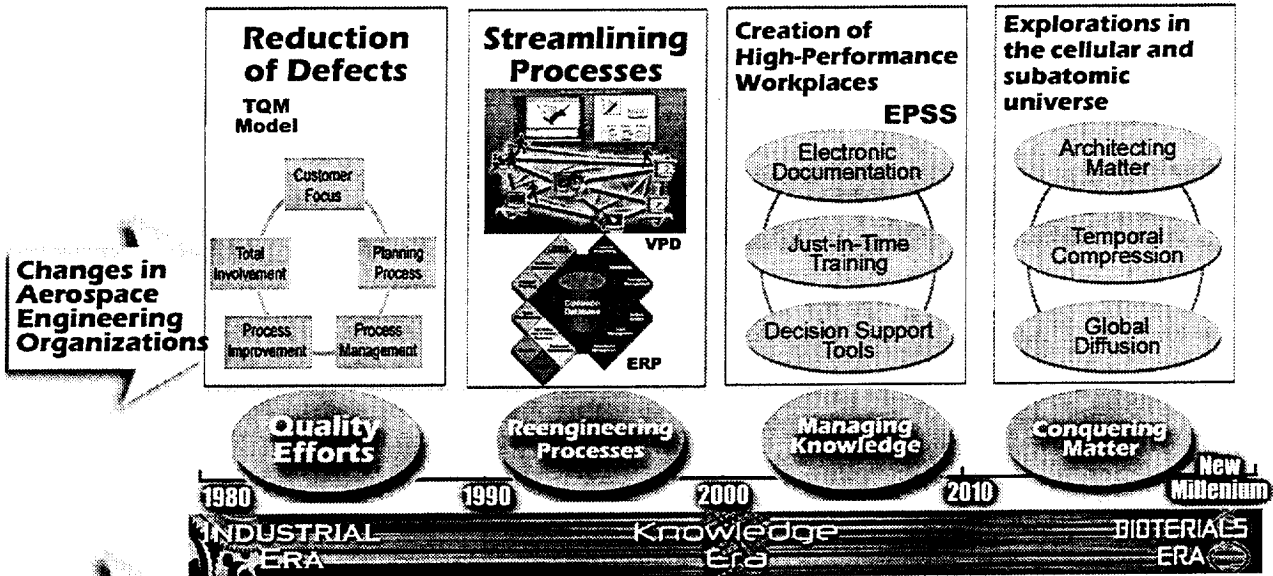 Changes in
Aerospace
Engineering
Organizations
Reduction
of Defects
TQM
Model
Customer
Focus
Total
Involvement
Planning
Process
Process
Improvement
Process
Management
Streamlining
Processes
VPD
Common
Database
ERP
Creation of
High-Performance
Workplaces
EPSS
Electronic
Documentation
Just-in-Time
Training
Decision Support
Tools
Explorations in
the cellular and
subatomic
universe
Architecting
Matter
Temporal
Compression
Global
Diffusion
Quality
Efforts
Reengineering
Processes
Managing
Knowledge
Conquering
Matter
1980
1990
2000
2010
New
Millenium
INDUSTRIAL
ERA
Knowledge
Era
BIOTERIALS
ERA